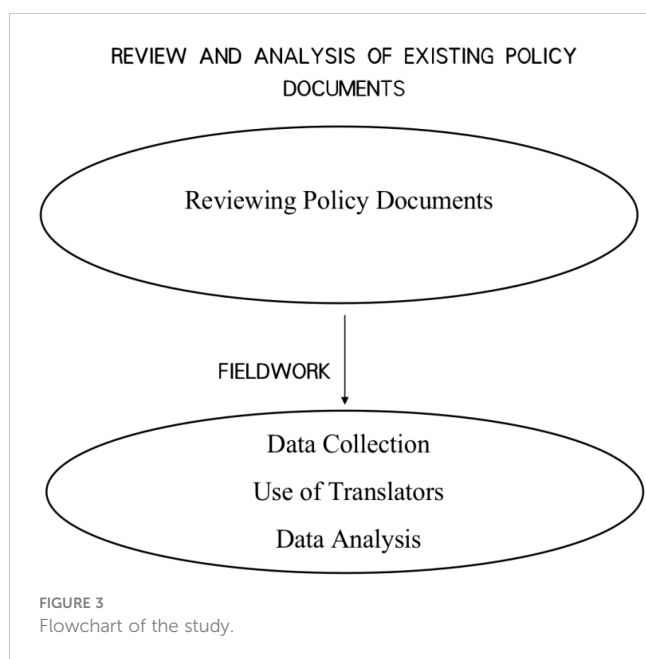 REVIEW AND ANALYSIS OF EXISTING POLICY
DOCUMENTS
Reviewing Policy Documents
FIELDWORK
Data Collection
Use of Translators
Data Analysis
FIGURE 3
Flowchart of the study.